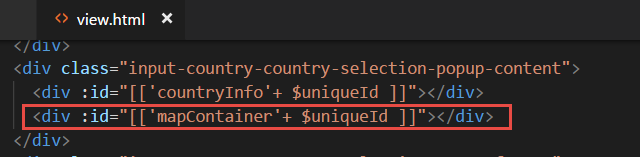 <> view.html ×
</div>
<div class="input-country-country-selection-popup-content">
<div :id="[['countryInfo'+ $uniqueId ]]"></div>
<div :id="[['mapContainer'+ $uniqueId ]]"></div>
</div>